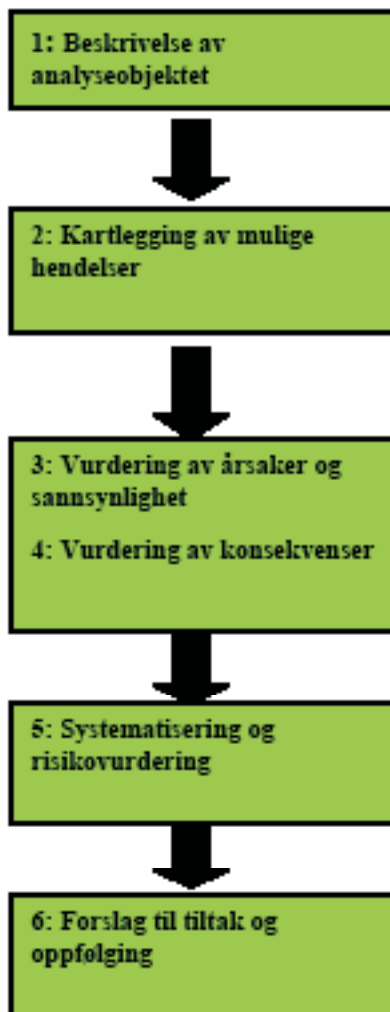 1: Beskrivelse av
analyseobjektet
2: Kartlegging av mulige
hendelser
3: Vurdering av årsaker og
sannsynlighet
4: Vurdering av konsekvenser
5: Systematisering og
risikovurdering
6: Forslag til tiltak og
oppfølging